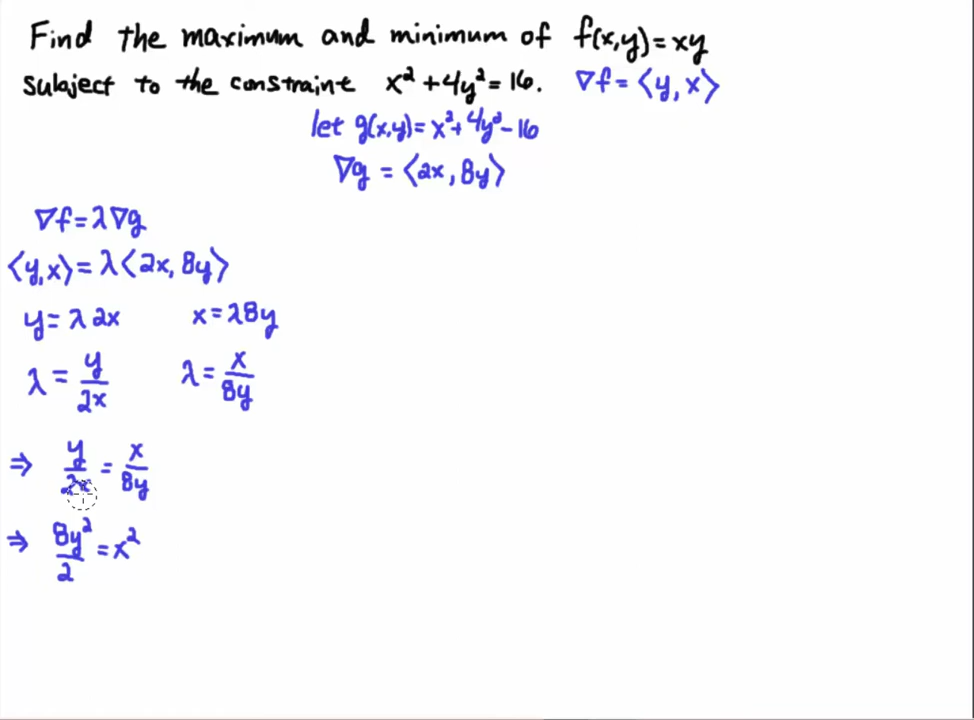 Find the maximum and minimum of f(x,y)=xy
subject to the constraint x²+4y²=16. ∇f=⟨y,x⟩
let g(x,y)=x²+4y²-16
∇g=⟨2x,8y⟩
∇f=λ∇g
⟨y,x⟩=λ⟨2x,8y⟩
y=λ2x x=λ8y
λ=y/2x λ=x/8y
⇒ y/2x=x/8y
⇒ 8y²/2=x²